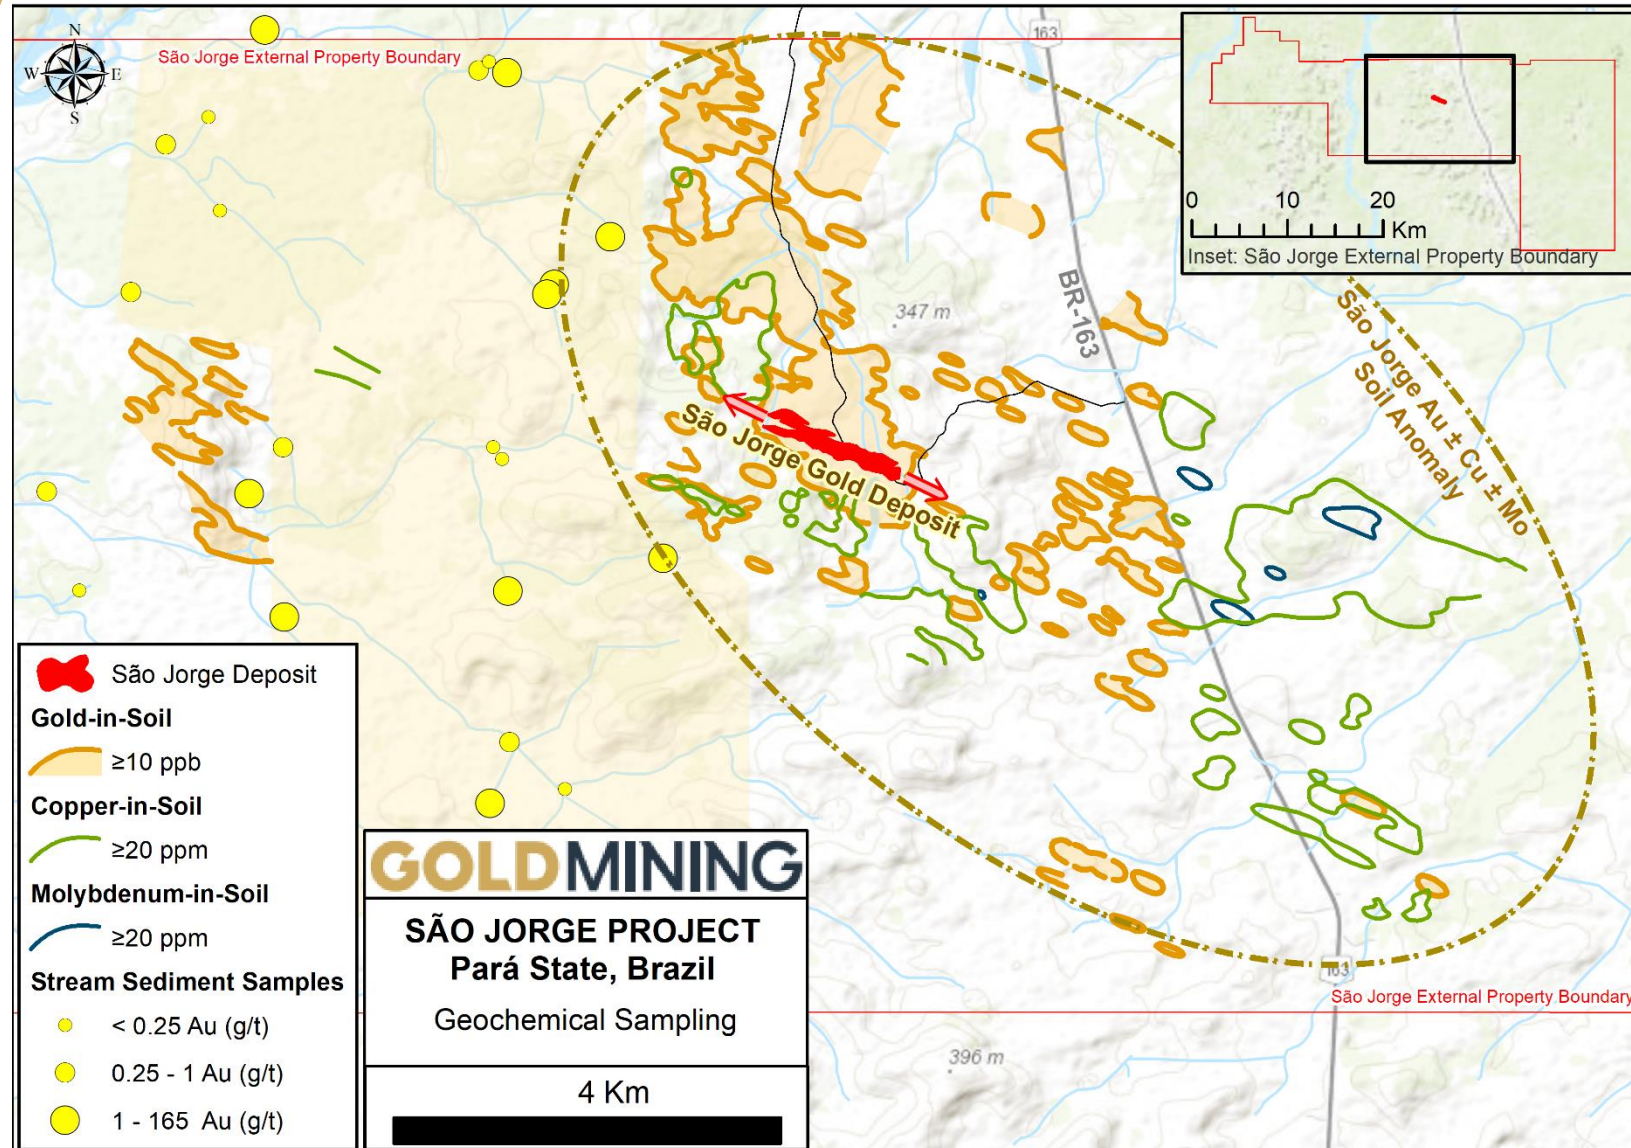 N
W E
S
São Jorge External Property Boundary
163
0 10 20
Km
Inset: São Jorge External Property Boundary
347 m
BR-163
São Jorge Au ± Cu ± Mo
Soil Anomaly
São Jorge Gold Deposit
São Jorge Deposit
Gold-in-Soil
≥10 ppb
Copper-in-Soil
≥20 ppm
Molybdenum-in-Soil
≥20 ppm
Stream Sediment Samples
< 0.25 Au (g/t)
0.25 - 1 Au (g/t)
1 - 165 Au (g/t)
GOLDMINING
SÃO JORGE PROJECT
Pará State, Brazil
Geochemical Sampling
4 Km
163
São Jorge External Property Boundary
396 m